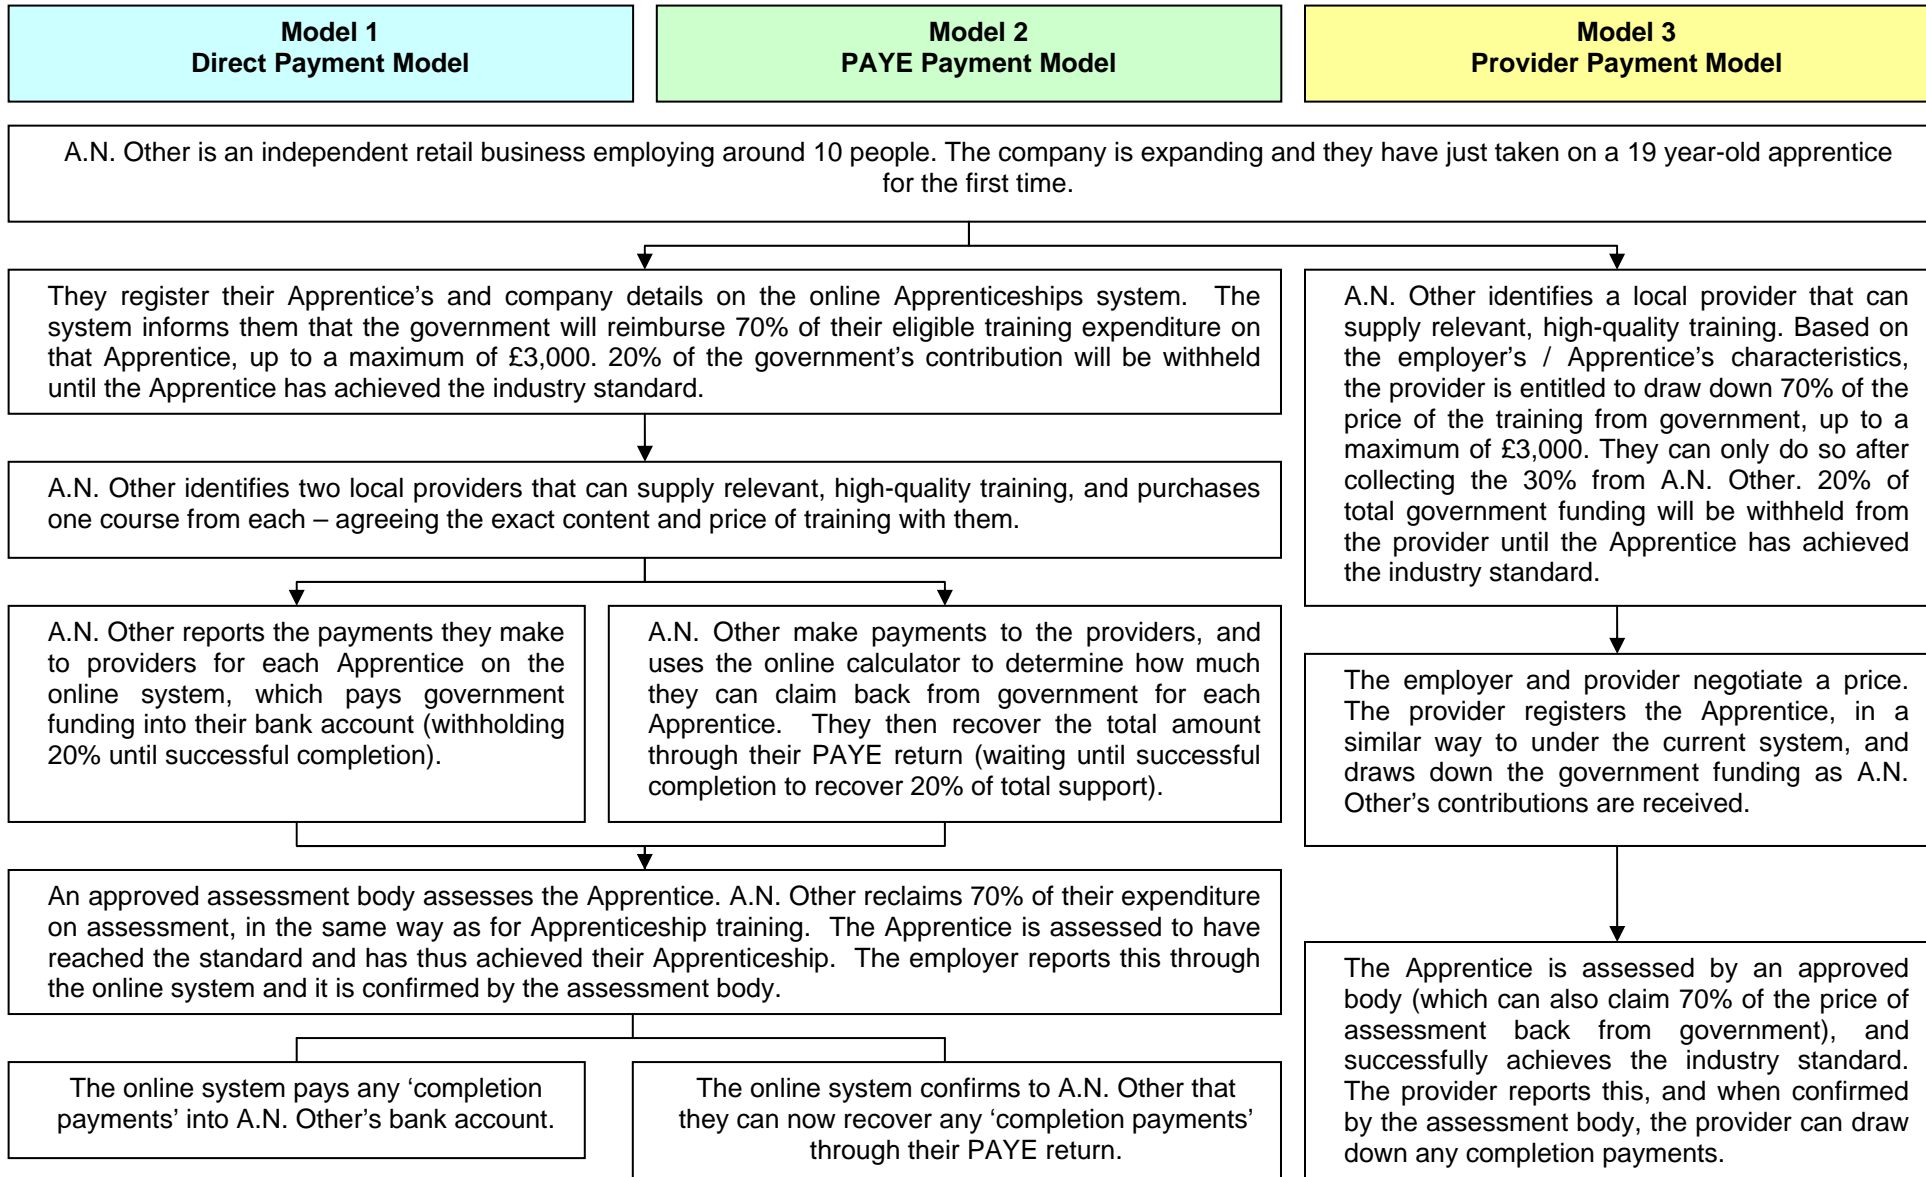 Model 1
Direct Payment Model
Model 2
PAYE Payment Model
Model 3
Provider Payment Model
A.N. Other is an independent retail business employing around 10 people. The company is expanding and they have just taken on a 19 year-old apprentice
for the first time.
They register their Apprentice's and company details on the online Apprenticeships system. The
system informs them that the government will reimburse 70% of their eligible training expenditure on
that Apprentice, up to a maximum of £3,000. 20% of the government's contribution will be withheld
until the Apprentice has achieved the industry standard.
A.N. Other identifies two local providers that can supply relevant, high-quality training, and purchases
one course from each – agreeing the exact content and price of training with them.
A.N. Other reports the payments they make
to providers for each Apprentice on the
online system, which pays government
funding into their bank account (withholding
20% until successful completion).
A.N. Other make payments to the providers, and
uses the online calculator to determine how much
they can claim back from government for each
Apprentice. They then recover the total amount
through their PAYE return (waiting until successful
completion to recover 20% of total support).
An approved assessment body assesses the Apprentice. A.N. Other reclaims 70% of their expenditure
on assessment, in the same way as for Apprenticeship training. The Apprentice is assessed to have
reached the standard and has thus achieved their Apprenticeship. The employer reports this through
the online system and it is confirmed by the assessment body.
The online system pays any 'completion
payments' into A.N. Other's bank account.
The online system confirms to A.N. Other that
they can now recover any 'completion payments'
through their PAYE return.
A.N. Other identifies a local provider that can
supply relevant, high-quality training. Based on
the employer's / Apprentice's characteristics,
the provider is entitled to draw down 70% of the
price of the training from government, up to a
maximum of £3,000. They can only do so after
collecting the 30% from A.N. Other. 20% of
total government funding will be withheld from
the provider until the Apprentice has achieved
the industry standard.
The employer and provider negotiate a price.
The provider registers the Apprentice, in a
similar way to under the current system, and
draws down the government funding as A.N.
Other's contributions are received.
The Apprentice is assessed by an approved
body (which can also claim 70% of the price of
assessment back from government), and
successfully achieves the industry standard.
The provider reports this, and when confirmed
by the assessment body, the provider can draw
down any completion payments.